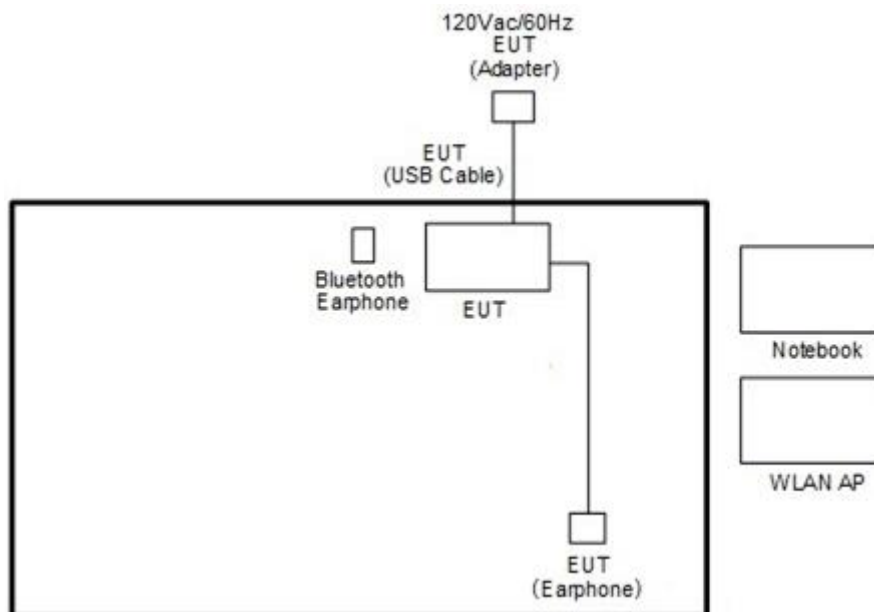 120Vac/60Hz
EUT
(Adapter)
EUT
(USB Cable)
Bluetooth
Earphone
EUT
Notebook
WLAN AP
EUT
(Earphone)